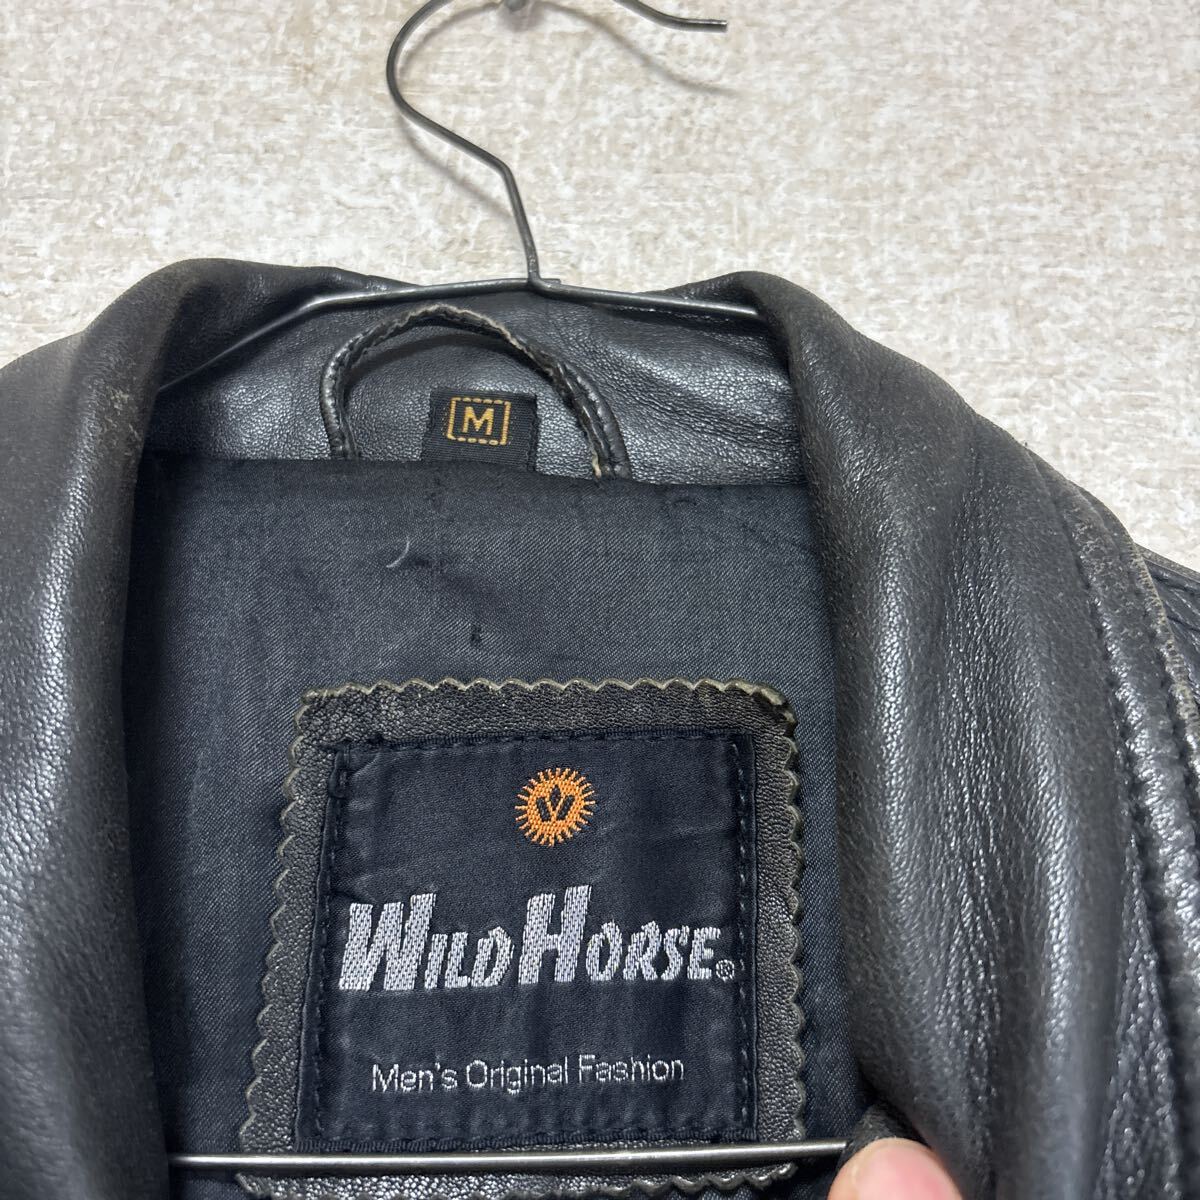 M
W
WILD HORSE®
Men's Original Fashion